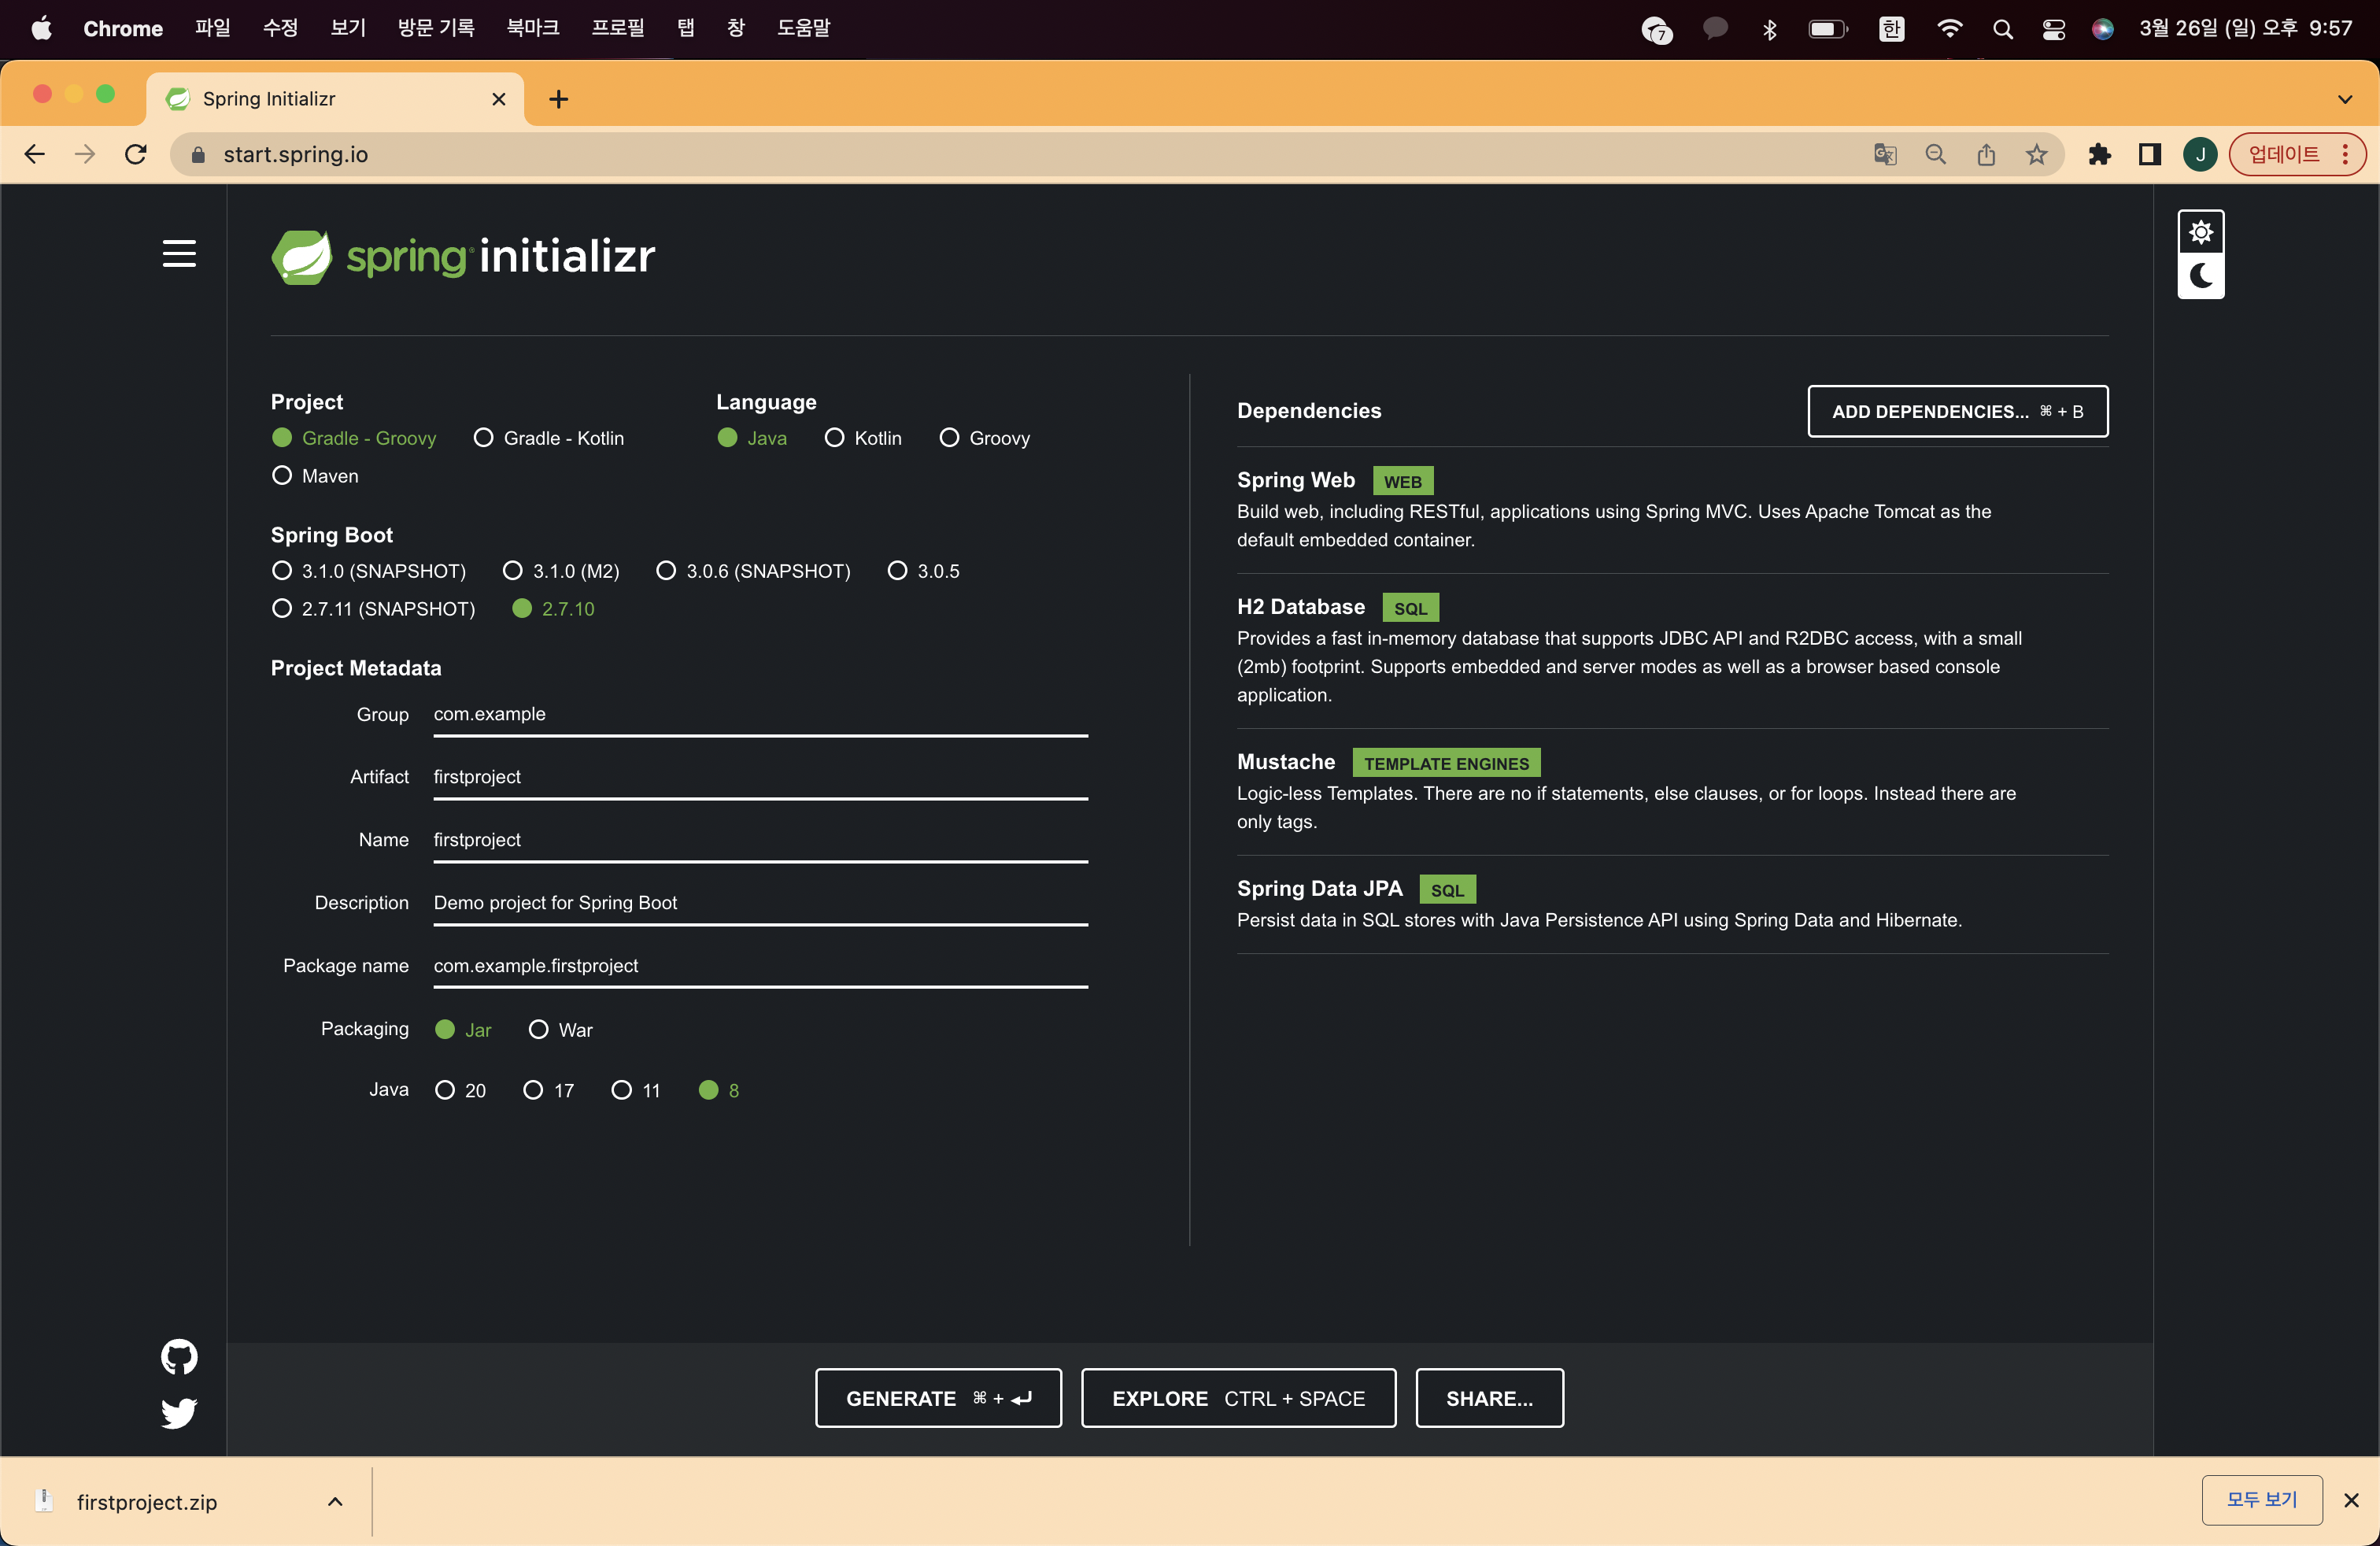 Chrome 파일 수정 보기 방문 기록 북마크 프로필 탭 창 도움말 7 한 3월 26일 (일) 오후 9:57
Spring Initializr
start.spring.io J 업데이트
spring initializr
Project
Gradle - Groovy Gradle - Kotlin
Maven
Language
Java Kotlin Groovy
Spring Boot
3.1.0 (SNAPSHOT) 3.1.0 (M2) 3.0.6 (SNAPSHOT) 3.0.5
2.7.11 (SNAPSHOT) 2.7.10
Project Metadata
Group com.example
Artifact firstproject
Name firstproject
Description Demo project for Spring Boot
Package name com.example.firstproject
Packaging Jar War
Java 20 17 11 8
Dependencies ADD DEPENDENCIES... ⌘ + B
Spring Web WEB
Build web, including RESTful, applications using Spring MVC. Uses Apache Tomcat as the
default embedded container.
H2 Database SQL
Provides a fast in-memory database that supports JDBC API and R2DBC access, with a small
(2mb) footprint. Supports embedded and server modes as well as a browser based console
application.
Mustache TEMPLATE ENGINES
Logic-less Templates. There are no if statements, else clauses, or for loops. Instead there are
only tags.
Spring Data JPA SQL
Persist data in SQL stores with Java Persistence API using Spring Data and Hibernate.
GENERATE ⌘ + ⏎ EXPLORE CTRL + SPACE SHARE...
firstproject.zip 모두 보기